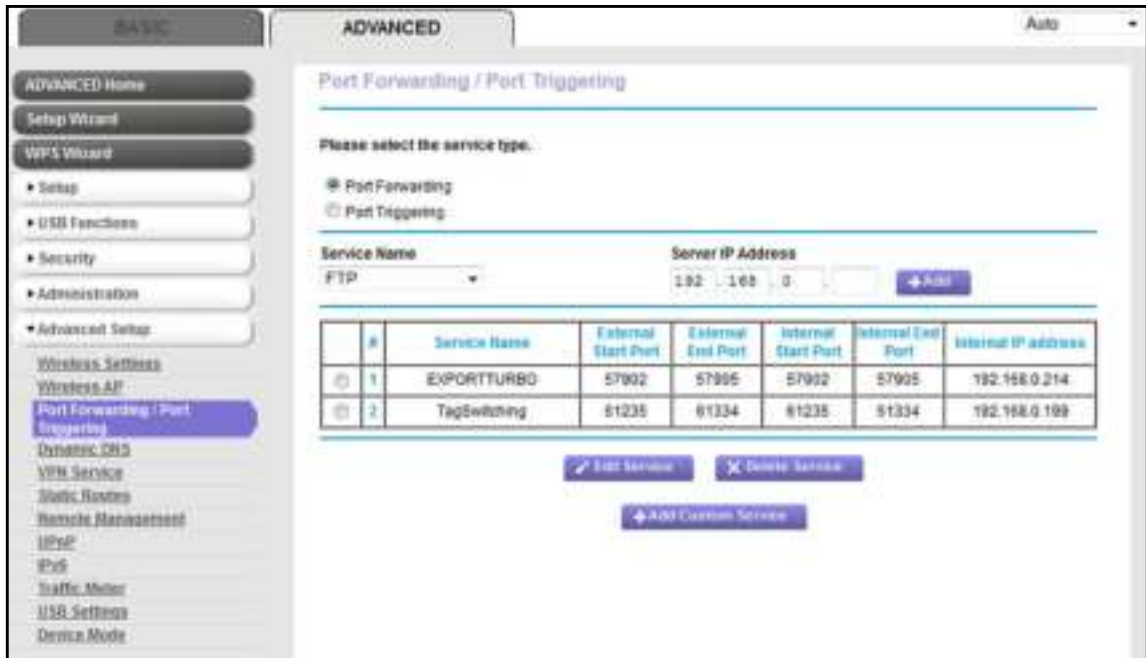 BASIC
ADVANCED
Auto
ADVANCED Home
Setup Wizard
WPS Wizard
Setup
USB Functions
Security
Administration
Advanced Setup
Wireless Settings
Wireless AP
Port Forwarding / Port
Triggering
Dynamic DNS
VPN Service
Static Routes
Remote Management
UPnP
IPv6
Traffic Meter
USB Settings
Device Mode
Port Forwarding / Port Triggering
Please select the service type.
Port Forwarding
Port Triggering
Service Name
Server IP Address
FTP
192 . 168 . 0 .
+Add
# Service Name External Start Port External End Port Internal Start Port Internal End Port Internal IP address
1 EXPORTTURBO 57902 57905 57902 57905 192.168.0.214
2 TagSwitching 61235 61334 61235 61334 192.168.0.199
Edit Service
X Delete Service
+Add Custom Service